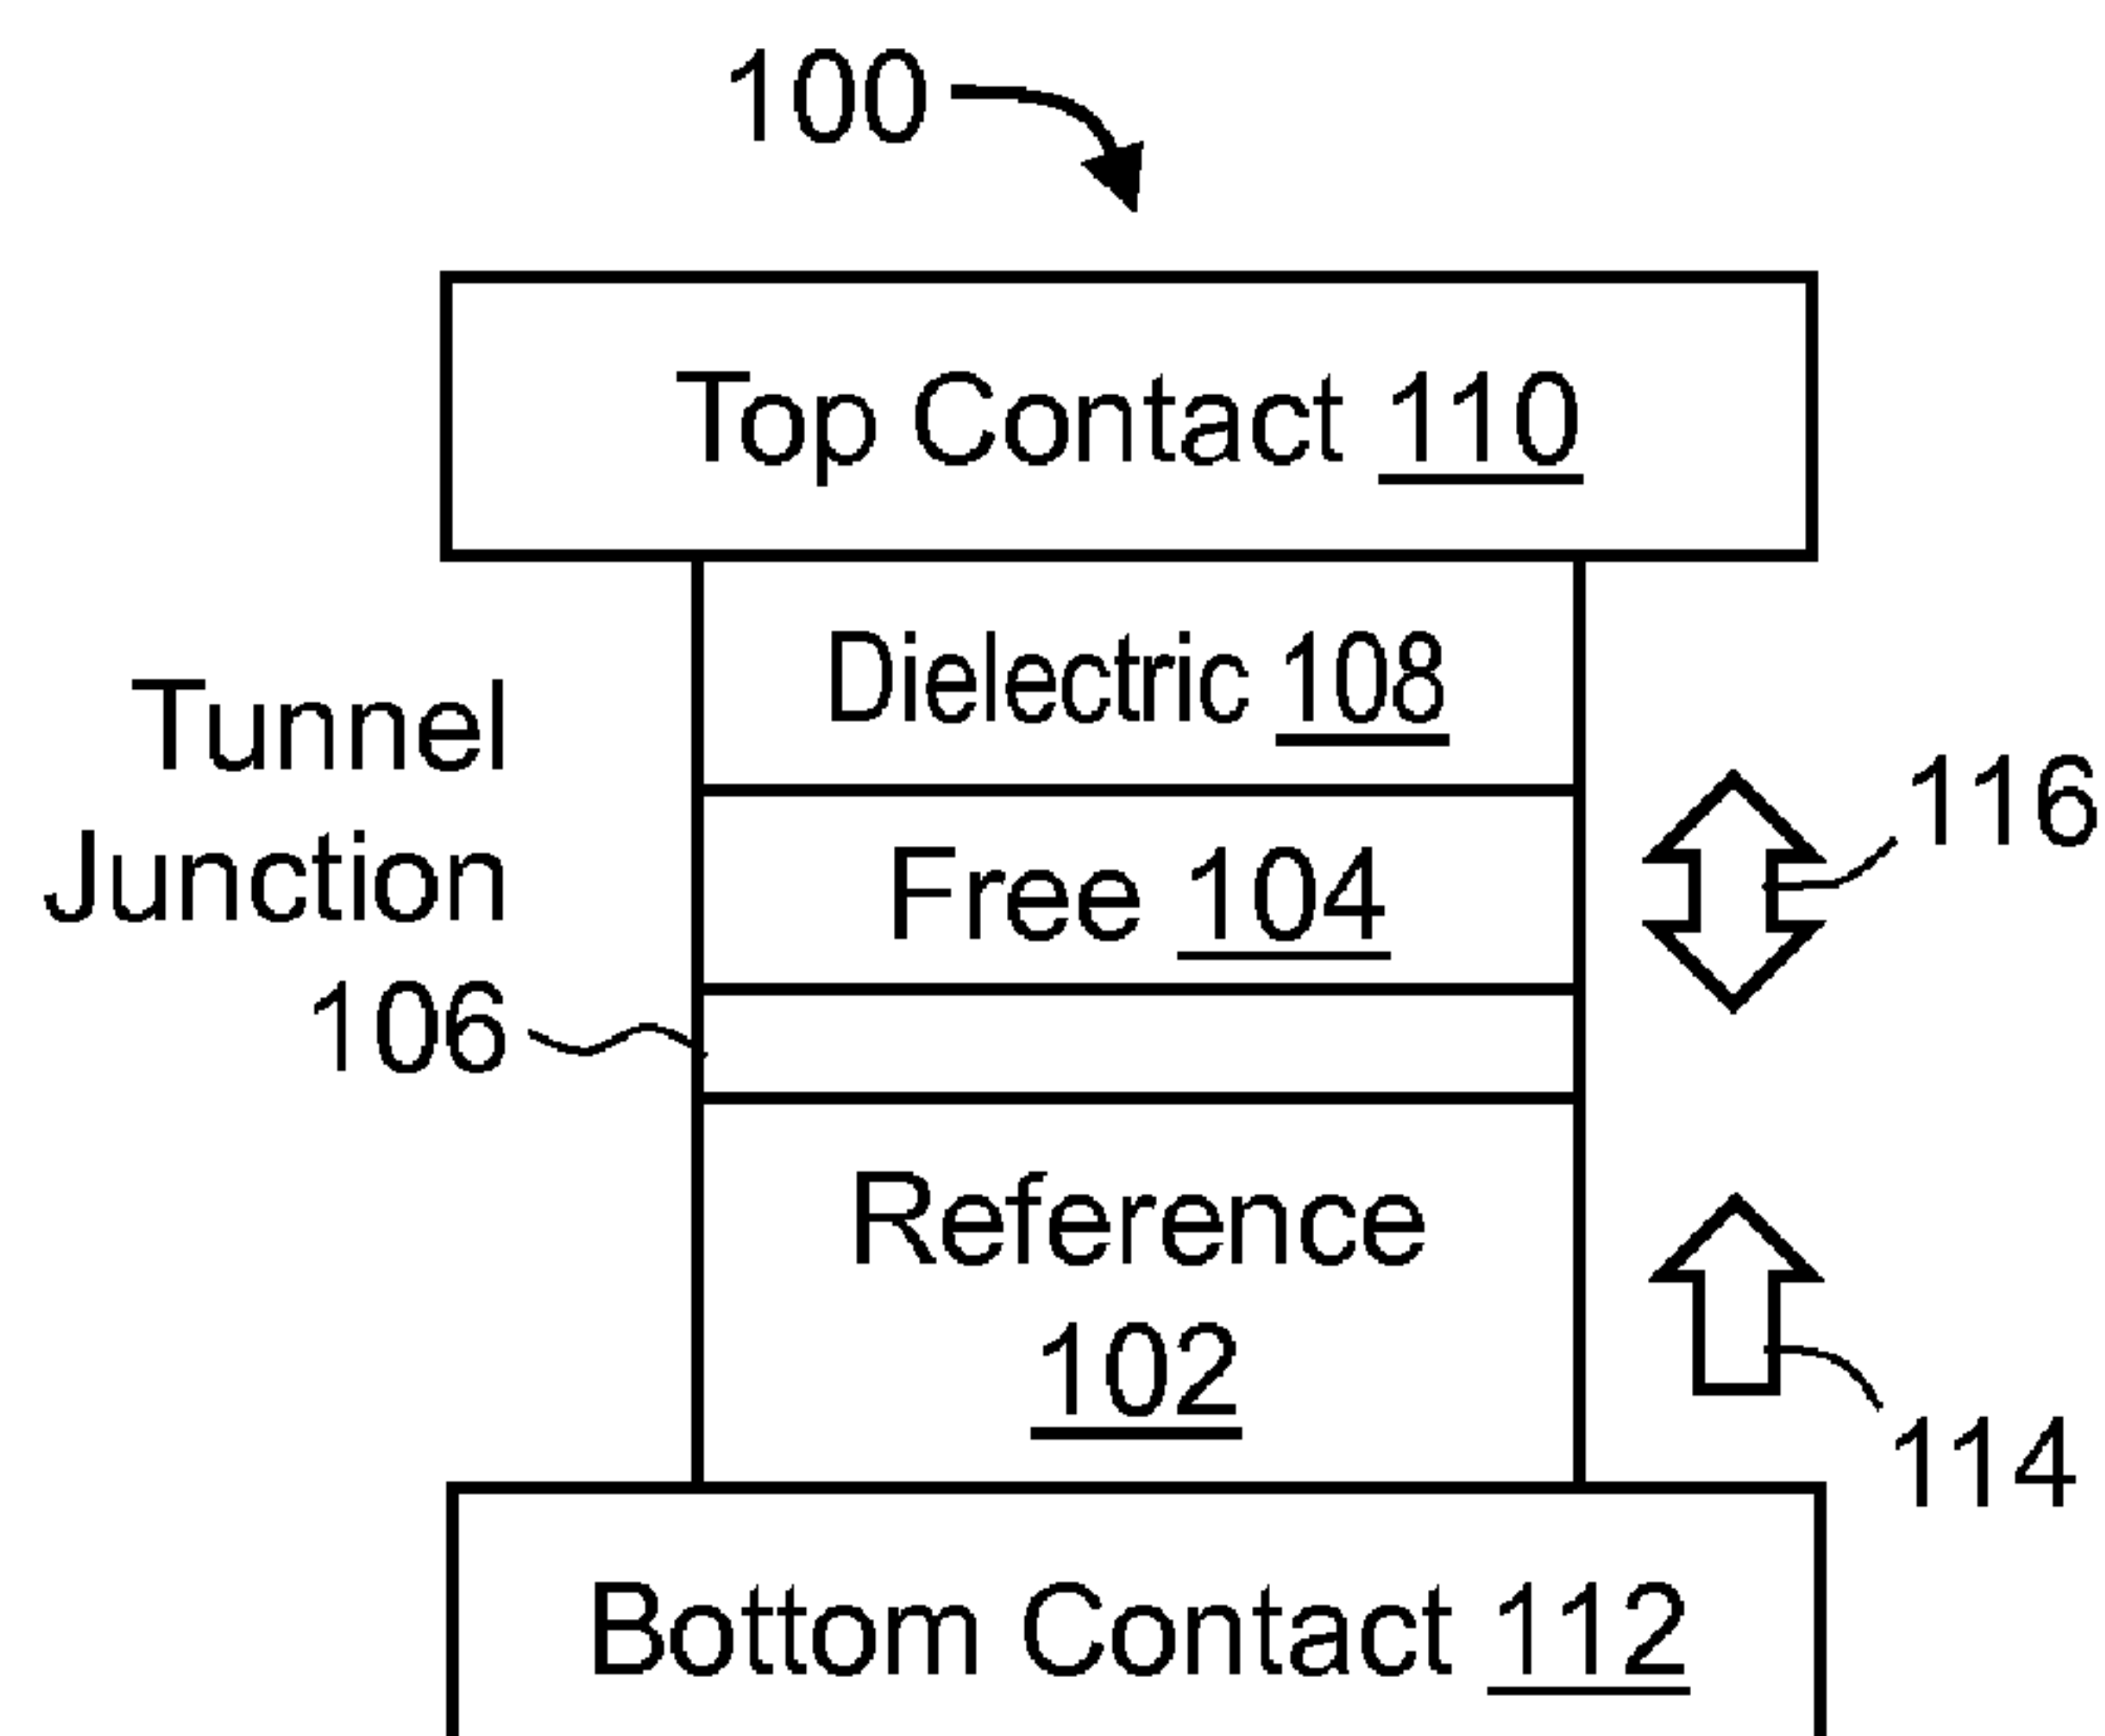 100
Top Contact 110
Dielectric 108
Tunnel
Junction
106
Free 104
116
Reference
102
114
Bottom Contact 112